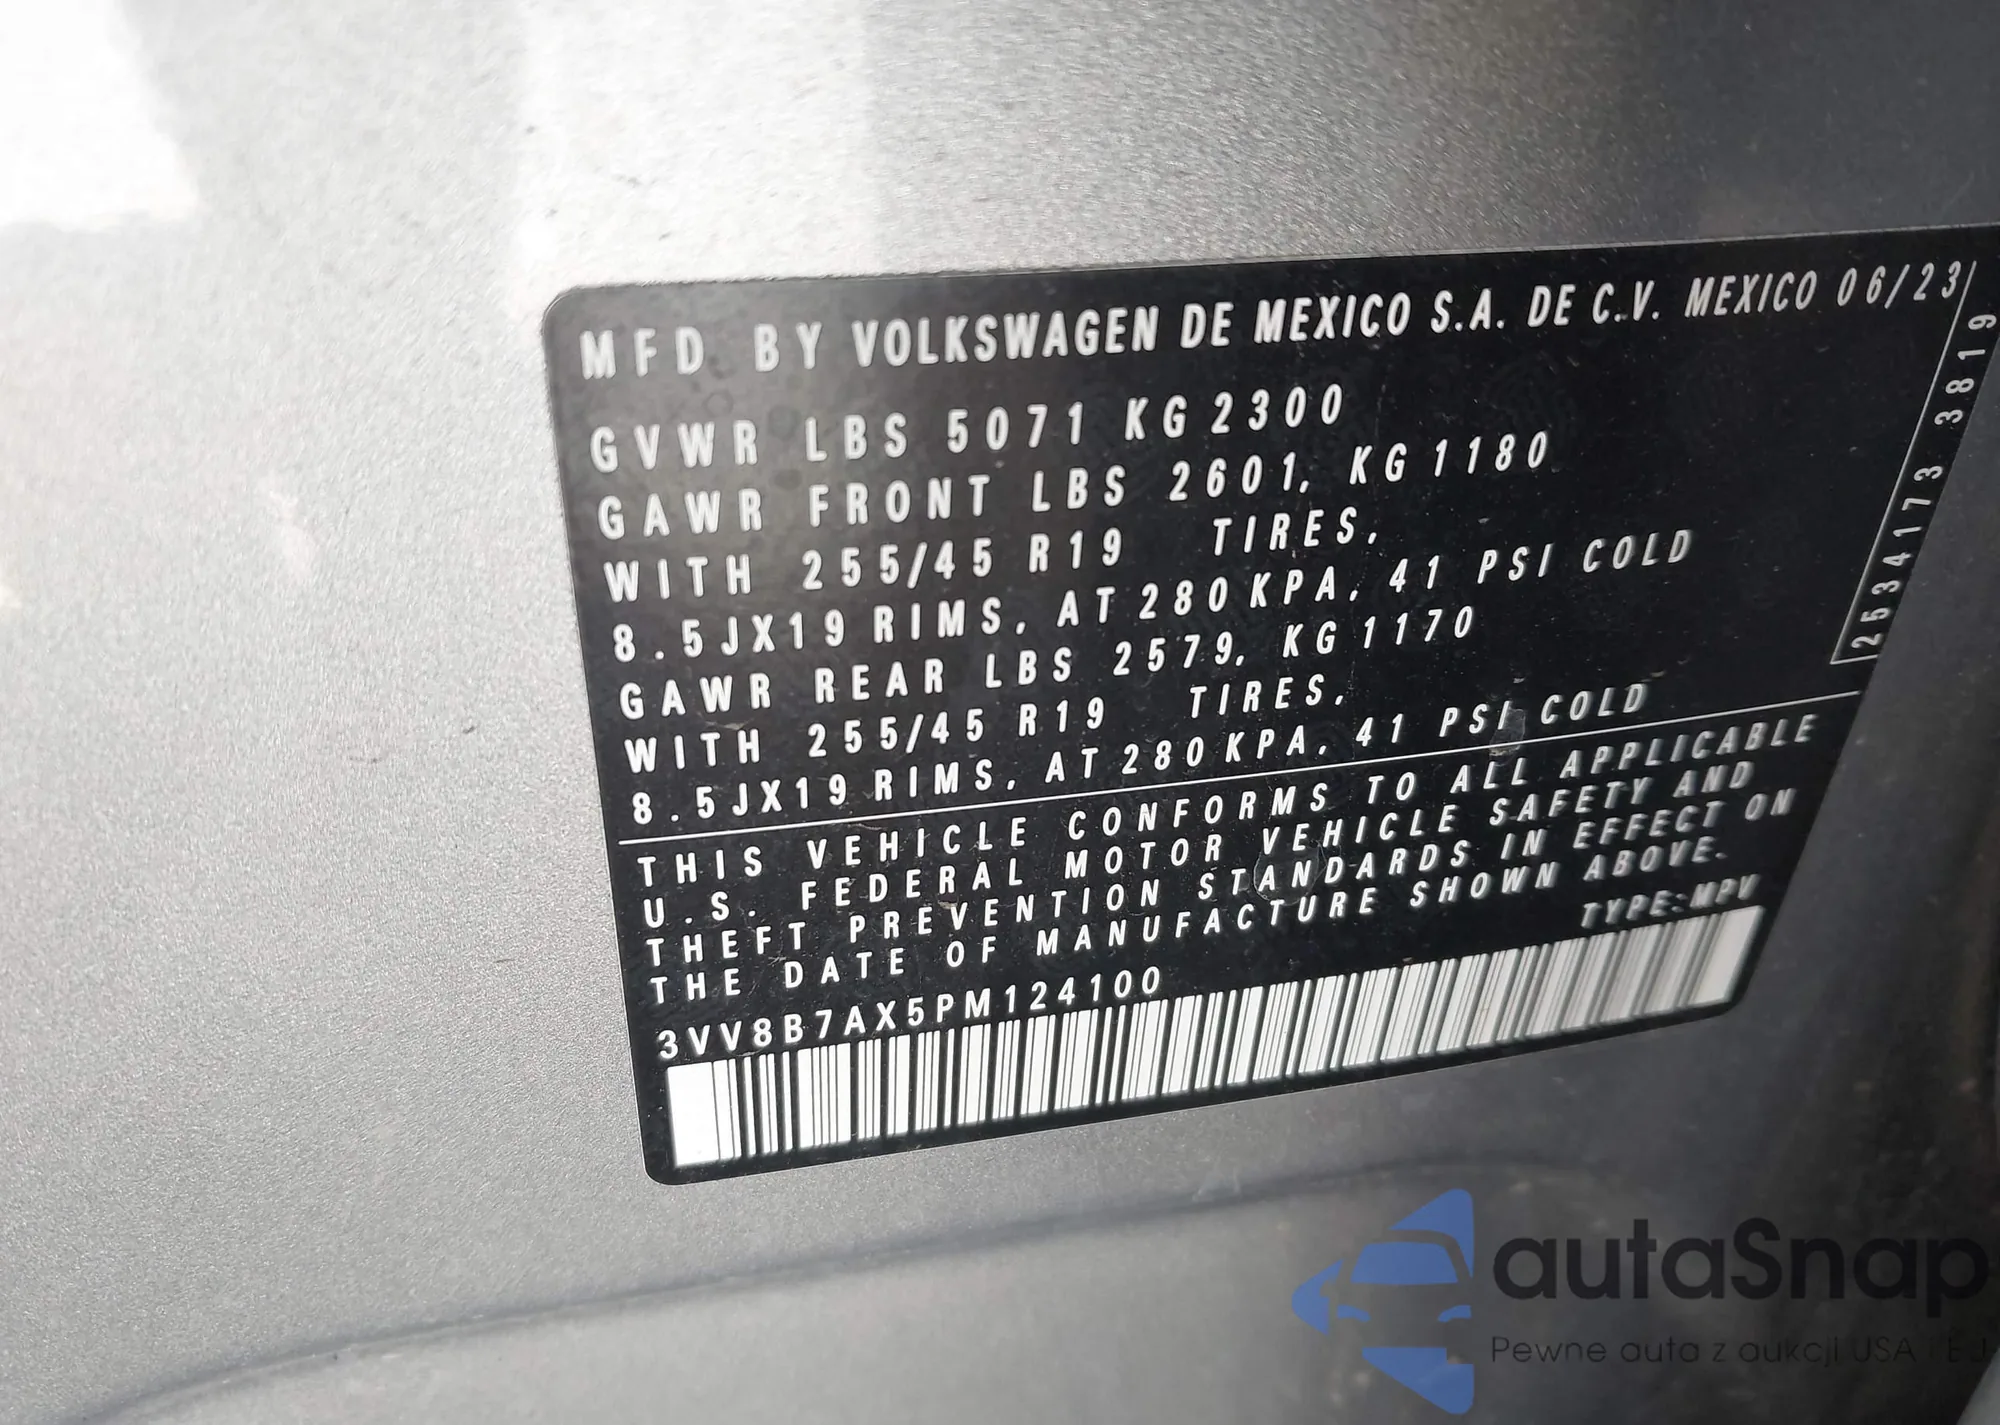 MFD BY VOLKSWAGEN DE MEXICO S.A. DE C.V. MEXICO 06/23
GVWR LBS 5071 KG 2300
GAWR FRONT LBS 2601, KG 1180
WITH 255/45 R19 TIRES,
8.5JX19 RIMS, AT 280 KPA, 41 PSI COLD
GAWR REAR LBS 2579, KG 1170
WITH 255/45 R19 TIRES,
8.5JX19 RIMS, AT 280 KPA, 41 PSI COLD
2534173 3819
THIS VEHICLE CONFORMS TO ALL APPLICABLE
U.S. FEDERAL MOTOR VEHICLE SAFETY AND
THEFT PREVENTION STANDARDS IN EFFECT ON
THE DATE OF MANUFACTURE SHOWN ABOVE.
3VV8B7AX5PM124100 TYPE:MPV
autaSnap
Pewne auta z aukcji USA I EJ